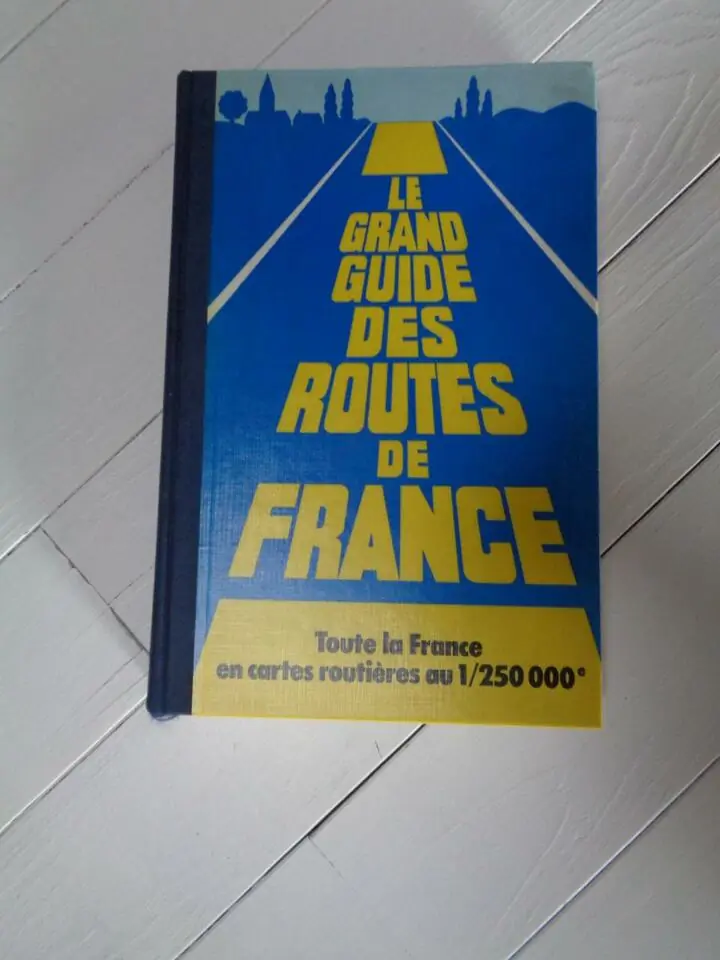 LE
GRAND
GUIDE
DES
ROUTES
DE
FRANCE
Toute la France
en cartes routières au 1/250 000e